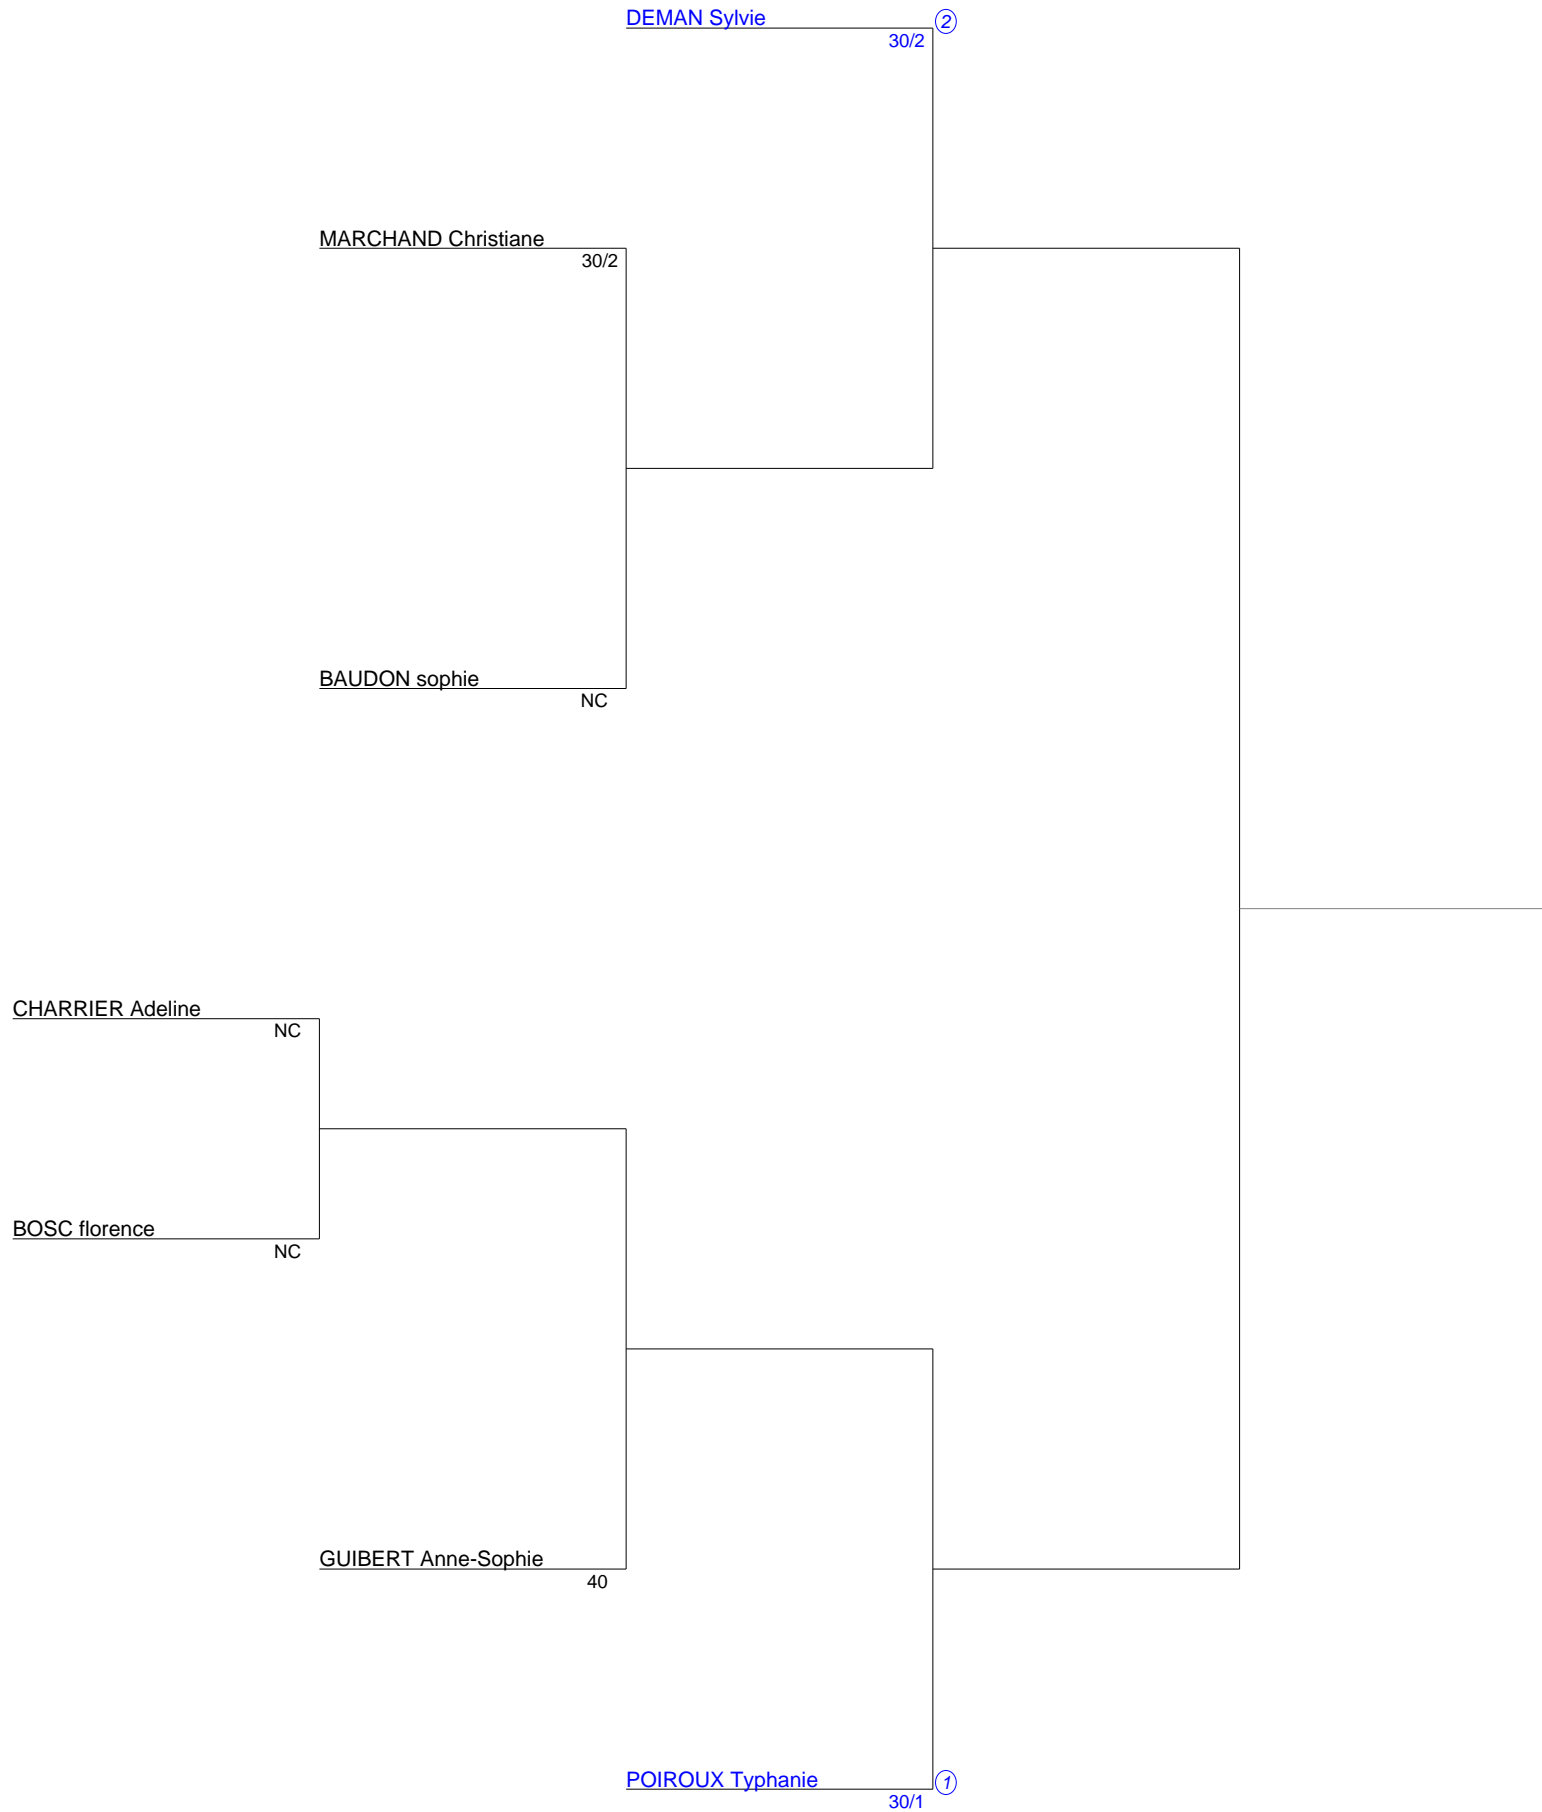 DEMAN Sylvie
2
30/2
MARCHAND Christiane
30/2
BAUDON sophie
NC
CHARRIER Adeline
NC
BOSC florence
NC
GUIBERT Anne-Sophie
40
POIROUX Typhanie
1
30/1